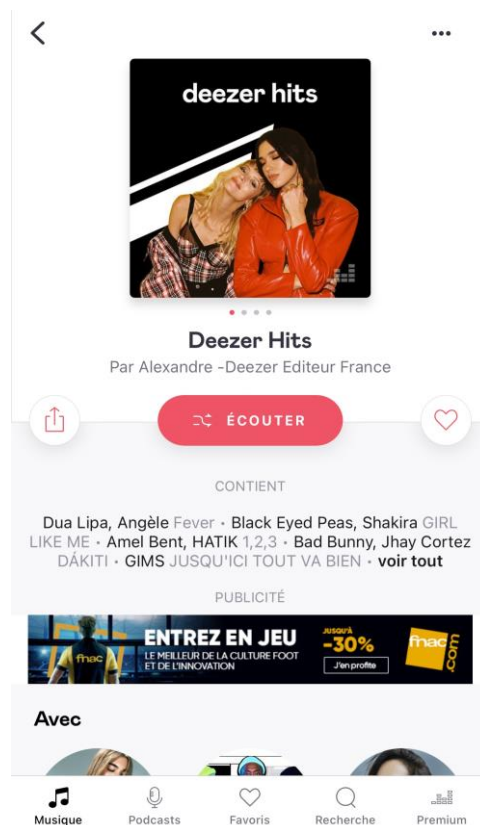 deezer hits
Deezer Hits
Par Alexandre -Deezer Editeur France
ÉCOUTER
CONTIENT
Dua Lipa, Angèle Fever • Black Eyed Peas, Shakira GIRL
LIKE ME • Amel Bent, HATIK 1,2,3 • Bad Bunny, Jhay Cortez
DÁKITI • GIMS JUSQU'ICI TOUT VA BIEN • voir tout
PUBLICITÉ
fnac
ENTREZ EN JEU
LE MEILLEUR DE LA CULTURE FOOT
ET DE L'INNOVATION
JUSQU'À
-30%
J'en profite
fnac.com
Avec
Musique Podcasts Favoris Recherche Premium